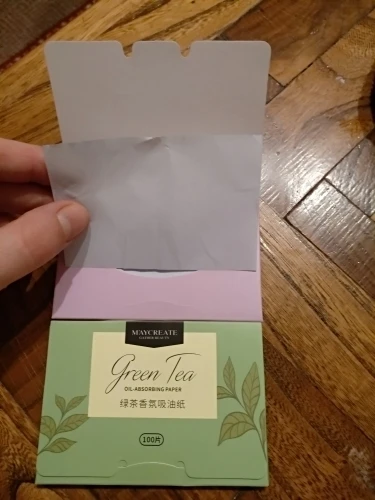 MAYCREATE
Green Tea
OIL-ABSORBING PAPER
绿茶香氛吸油纸
100片